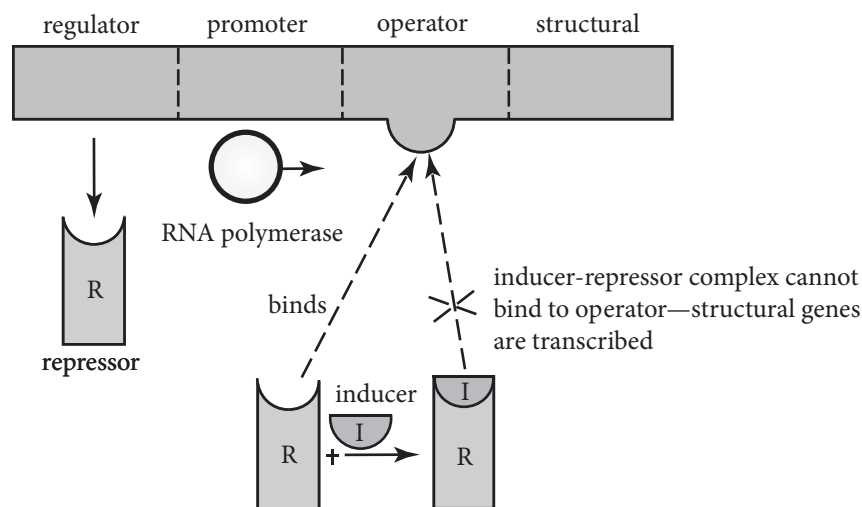 regulator promoter operator structural
RNA polymerase
R
repressor
binds
inducer-repressor complex cannot
bind to operator—structural genes
are transcribed
inducer
I
I
R
+
R